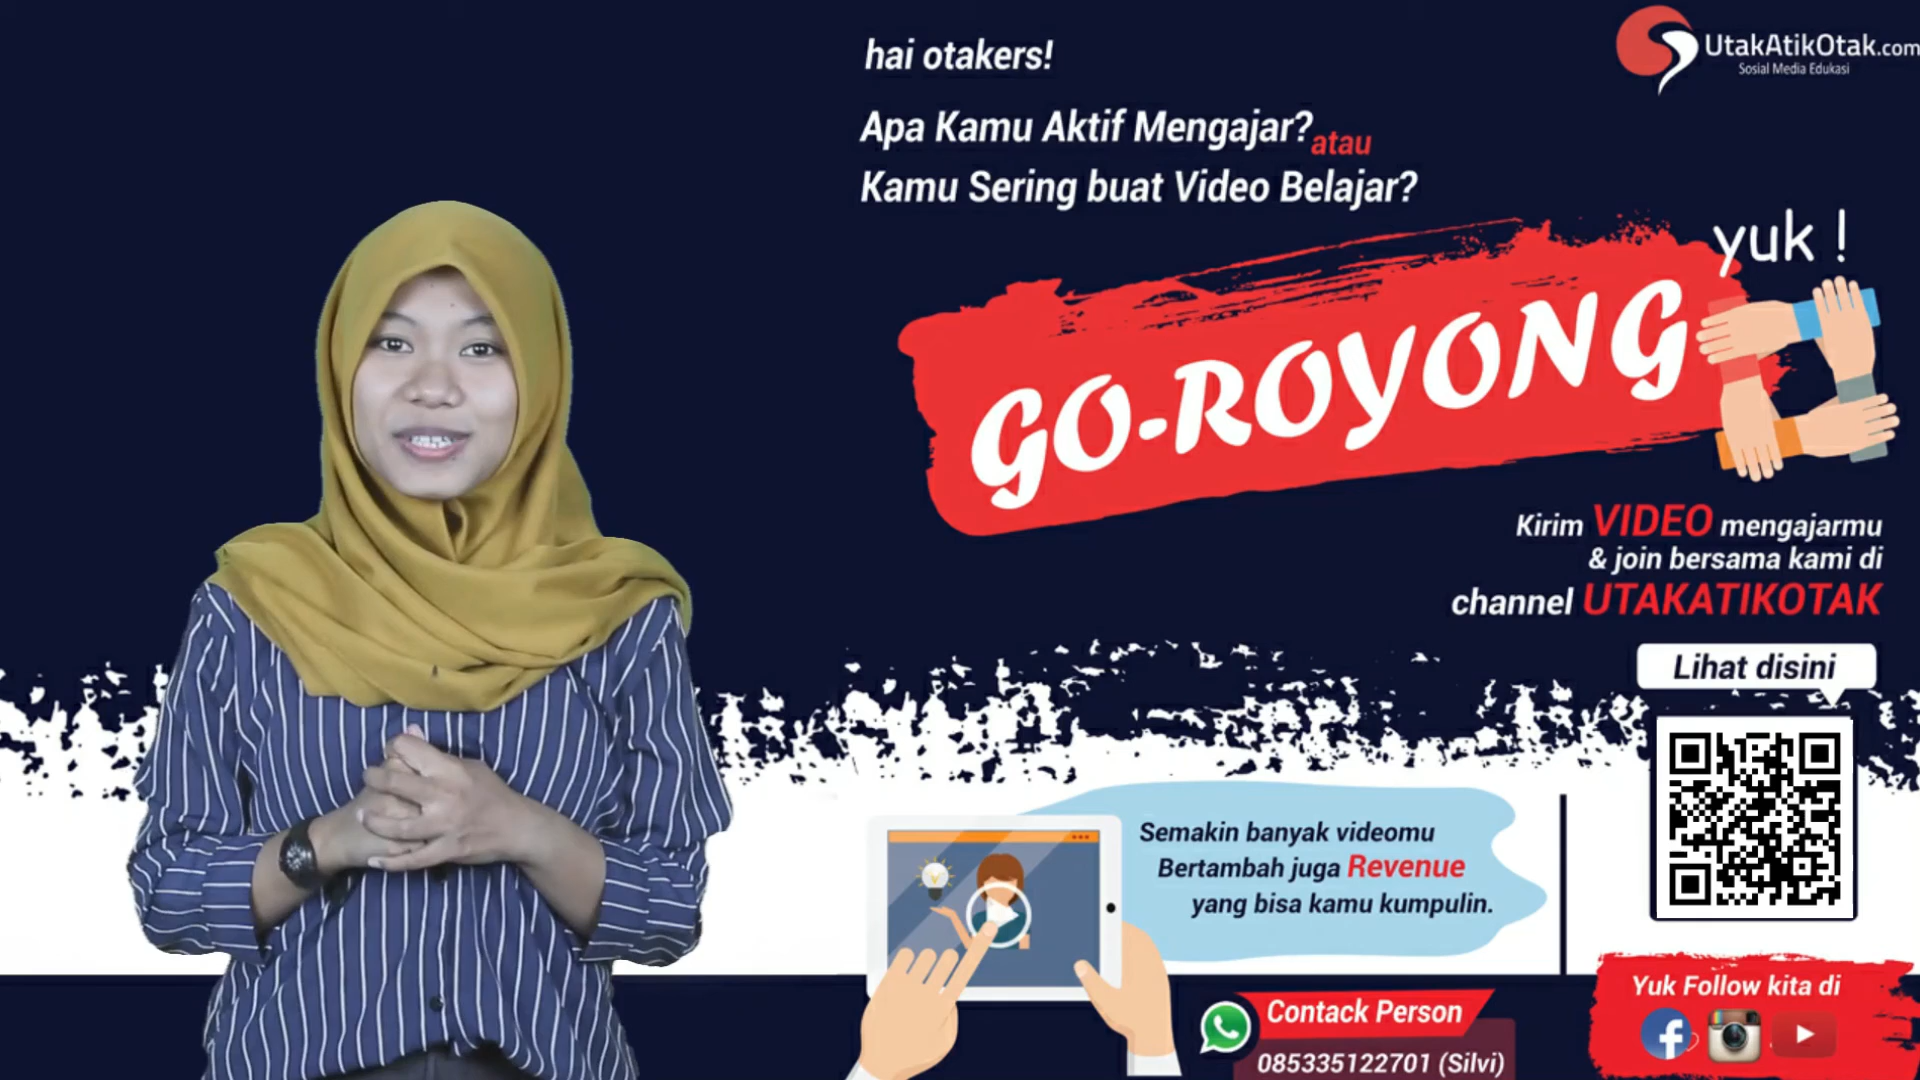 UtakAtikOtak.com
Sosial Media Edukasi
hai otakers!
Apa Kamu Aktif Mengajar? atau
Kamu Sering buat Video Belajar?
yuk !
GO-ROYONG
Kirim VIDEO mengajarmu
& join bersama kami di
channel UTAKATIKOTAK
Lihat disini
Semakin banyak videomu
Bertambah juga Revenue
yang bisa kamu kumpulin.
Contack Person
085335122701 (Silvi)
Yuk Follow kita di